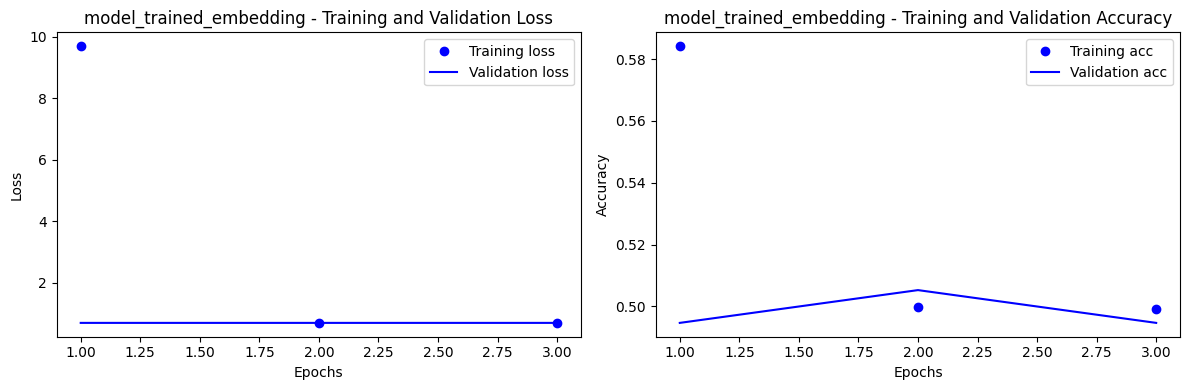 model_trained_embedding - Training and Validation Loss
10
8
6
4
2
Loss
Training loss
Validation loss
1.00 1.25 1.50 1.75 2.00 2.25 2.50 2.75 3.00
Epochs
model_trained_embedding - Training and Validation Accuracy
0.58
0.56
0.54
0.52
0.50
Accuracy
Training acc
Validation acc
1.00 1.25 1.50 1.75 2.00 2.25 2.50 2.75 3.00
Epochs